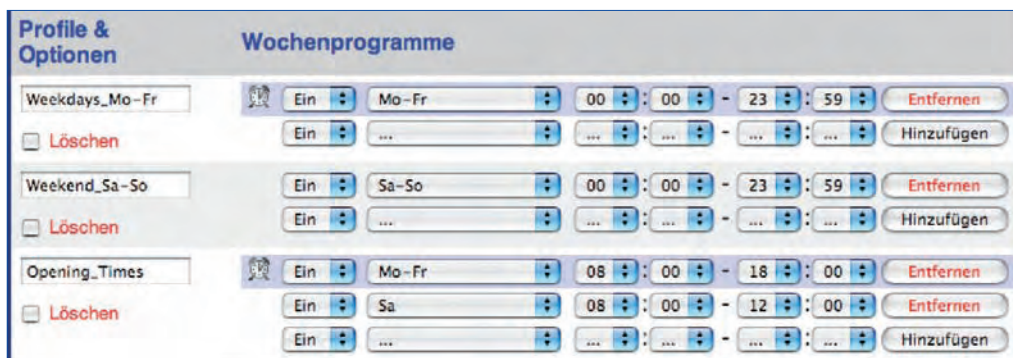 Profile & Optionen Wochenprogramme
Weekdays_Mo-Fr Ein Mo-Fr 00 : 00 - 23 : 59 Entfernen
Löschen Ein ... ... : ... - ... : ... Hinzufügen
Weekend_Sa-So Ein Sa-So 00 : 00 - 23 : 59 Entfernen
Löschen Ein ... ... : ... - ... : ... Hinzufügen
Opening_Times Ein Mo-Fr 08 : 00 - 18 : 00 Entfernen
Löschen Ein Sa 08 : 00 - 12 : 00 Entfernen
Ein ... ... : ... - ... : ... Hinzufügen